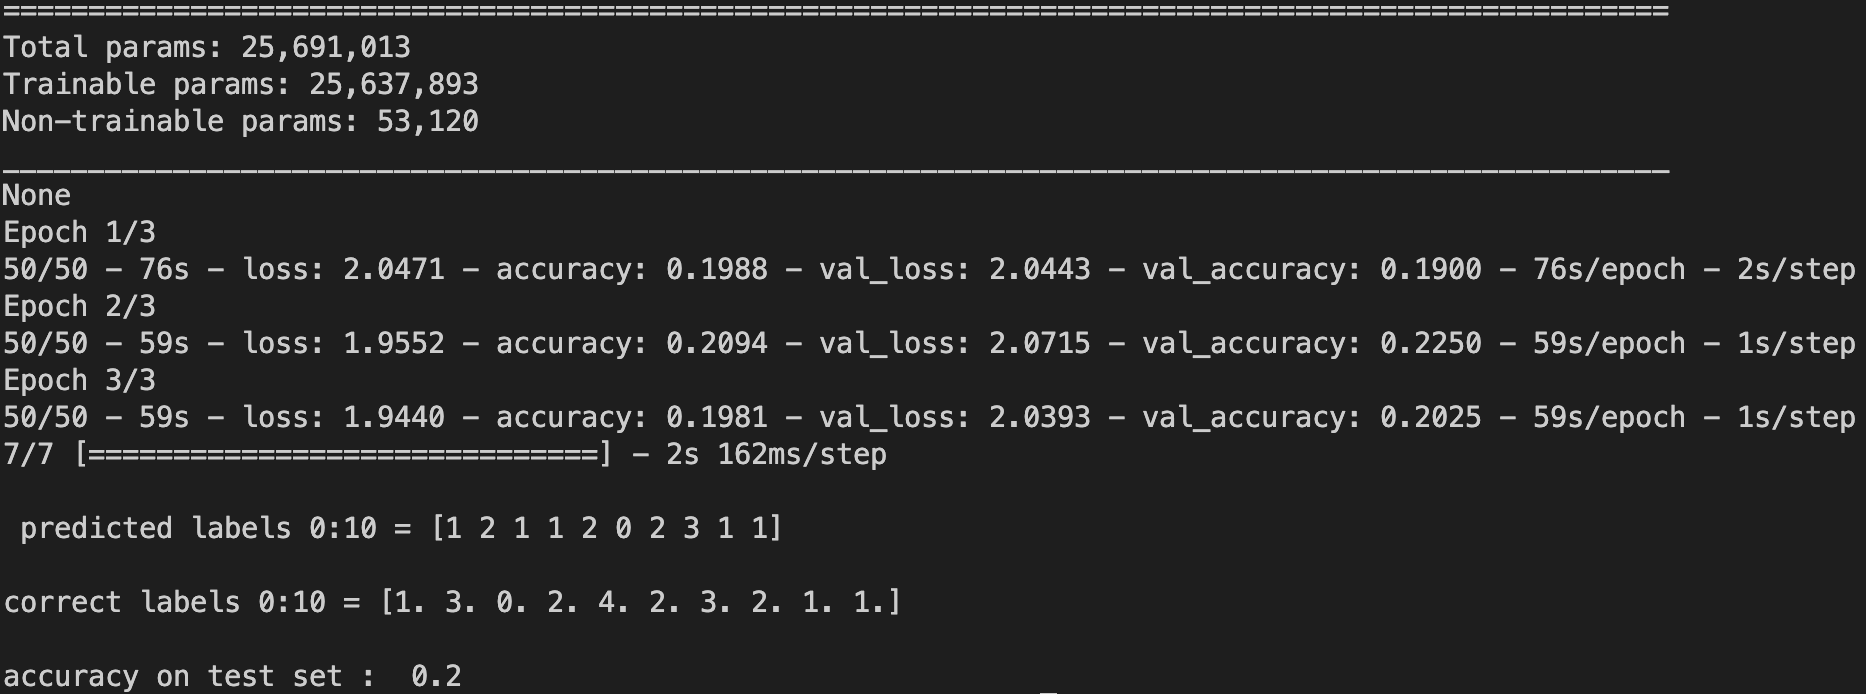 ==================================================================================================
Total params: 25,691,013
Trainable params: 25,637,893
Non-trainable params: 53,120
__________________________________________________________________________________________________
None
Epoch 1/3
50/50 - 76s - loss: 2.0471 - accuracy: 0.1988 - val_loss: 2.0443 - val_accuracy: 0.1900 - 76s/epoch - 2s/step
Epoch 2/3
50/50 - 59s - loss: 1.9552 - accuracy: 0.2094 - val_loss: 2.0715 - val_accuracy: 0.2250 - 59s/epoch - 1s/step
Epoch 3/3
50/50 - 59s - loss: 1.9440 - accuracy: 0.1981 - val_loss: 2.0393 - val_accuracy: 0.2025 - 59s/epoch - 1s/step
7/7 [==============================] - 2s 162ms/step
predicted labels 0:10 = [1 2 1 1 2 0 2 3 1 1]
correct labels 0:10 = [1. 3. 0. 2. 4. 2. 3. 2. 1. 1.]
accuracy on test set :  0.2